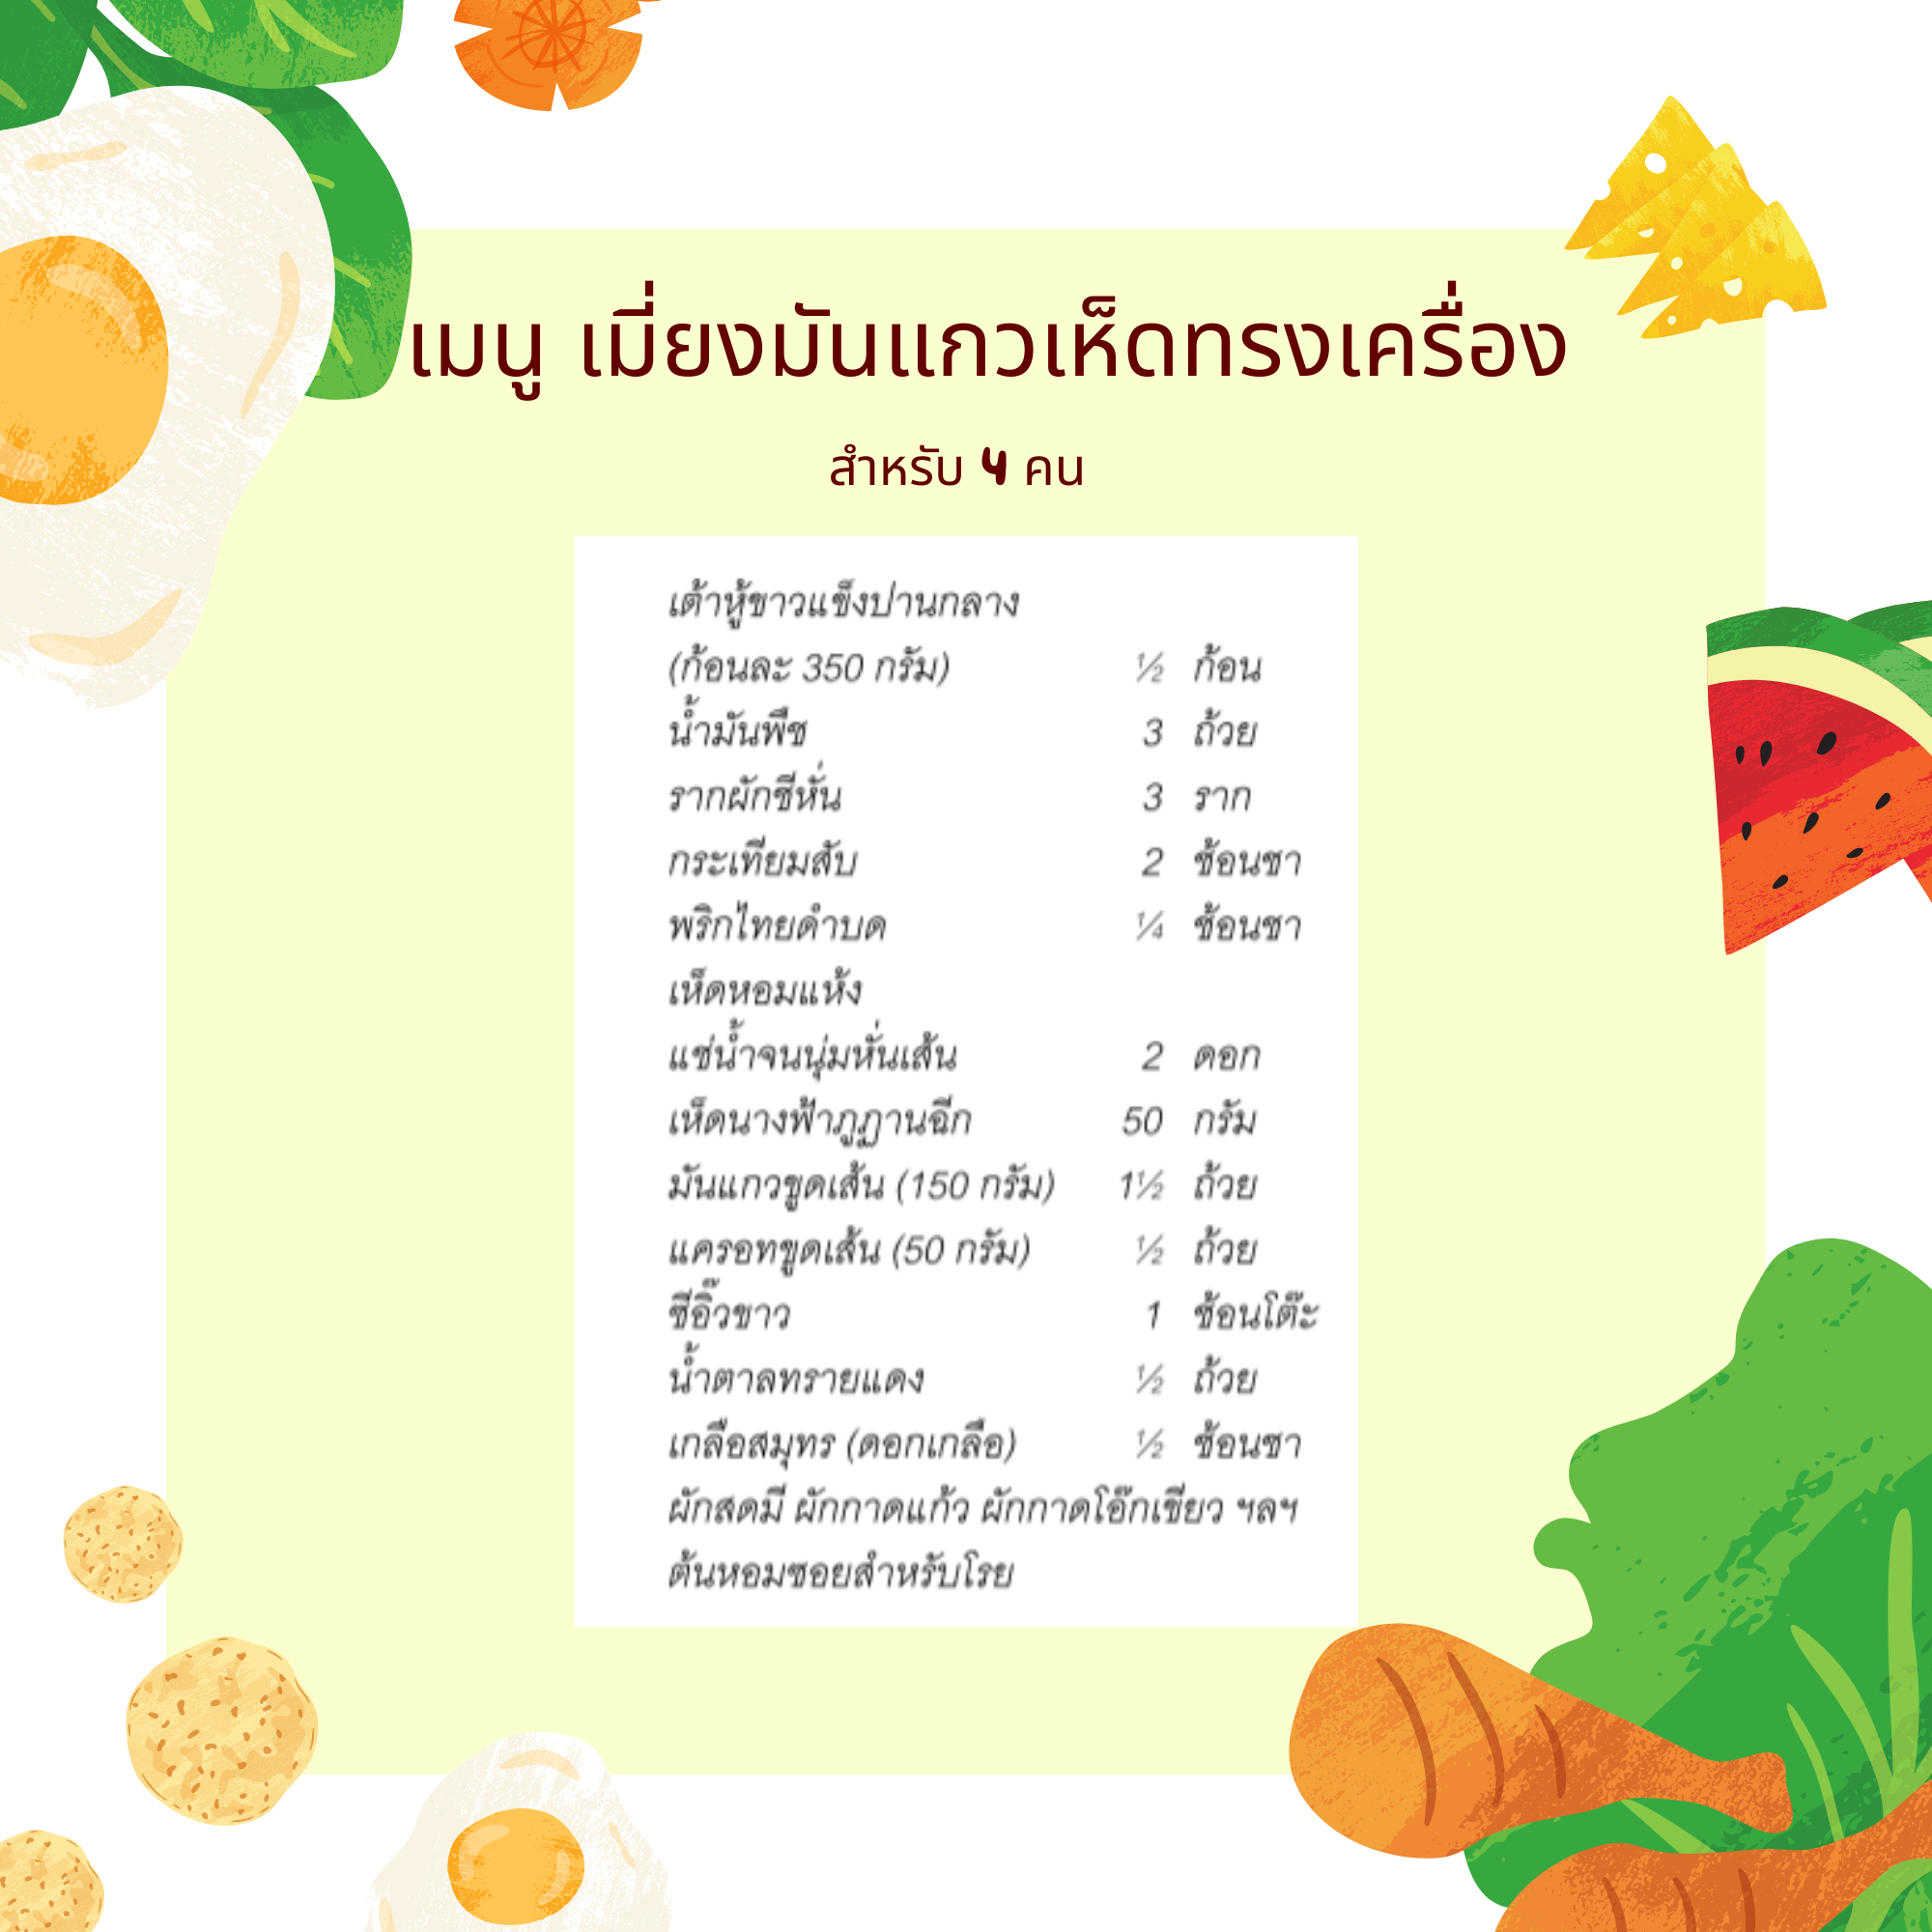 เมนู เมี่ยงมันแกวเห็ดทรงเครื่อง
สำหรับ 4 คน
เต้าหู้ขาวแข็งปานกลาง
(ก้อนละ 350 กรัม) ½ ก้อน
น้ำมันพืช 3 ถ้วย
รากผักชีหั่น 3 ราก
กระเทียมสับ 2 ช้อนชา
พริกไทยดำบด ¼ ช้อนชา
เห็ดหอมแห้ง
แช่น้ำจนนุ่มหั่นเส้น 2 ดอก
เห็ดนางฟ้าภูฏานฉีก 50 กรัม
มันแกวขูดเส้น (150 กรัม) 1½ ถ้วย
แครอทขูดเส้น (50 กรัม) ½ ถ้วย
ซีอิ๊วขาว 1 ช้อนโต๊ะ
น้ำตาลทรายแดง ½ ถ้วย
เกลือสมุทร (ดอกเกลือ) ½ ช้อนชา
ผักสดมี ผักกาดแก้ว ผักกาดโอ๊กเขียว ฯลฯ
ต้นหอมซอยสำหรับโรย